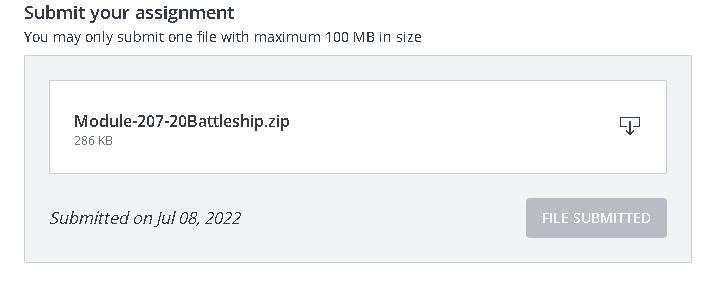 Submit your assignment
You may only submit one file with maximum 100 MB in size
Module-207-20Battleship.zip
286 KB
Submitted on Jul 08, 2022
FILE SUBMITTED